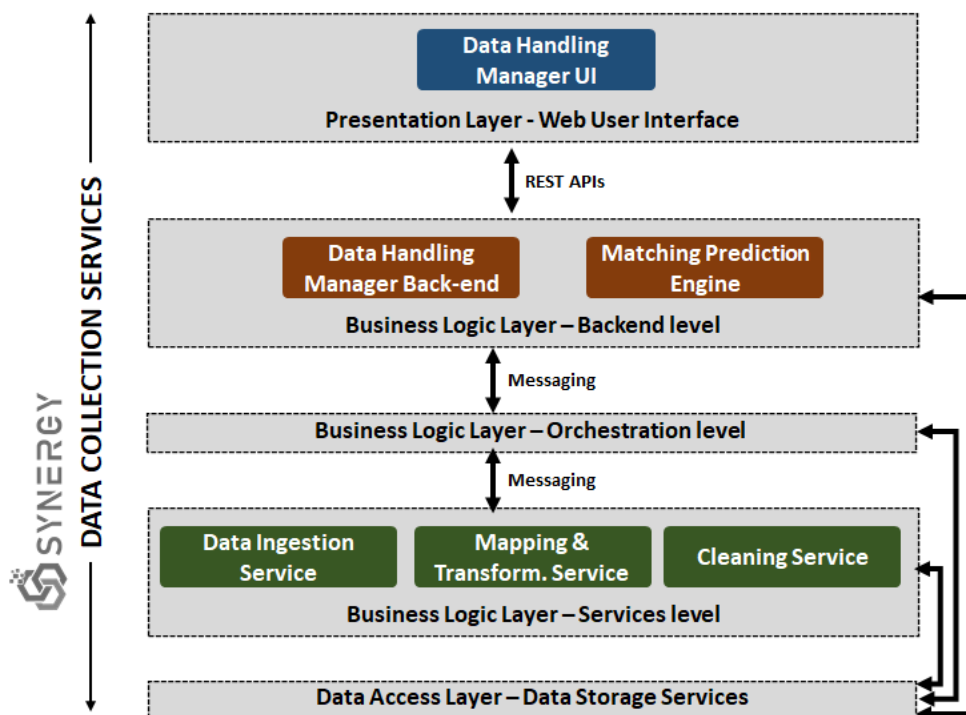 Data Handling
Manager UI
Presentation Layer - Web User Interface
REST APIs
Data Handling
Manager Back-end
Matching Prediction
Engine
Business Logic Layer – Backend level
Messaging
Business Logic Layer – Orchestration level
Messaging
Data Ingestion
Service
Mapping &
Transform. Service
Cleaning Service
Business Logic Layer – Services level
Data Access Layer – Data Storage Services
DATA COLLECTION SERVICES
SYNERGY